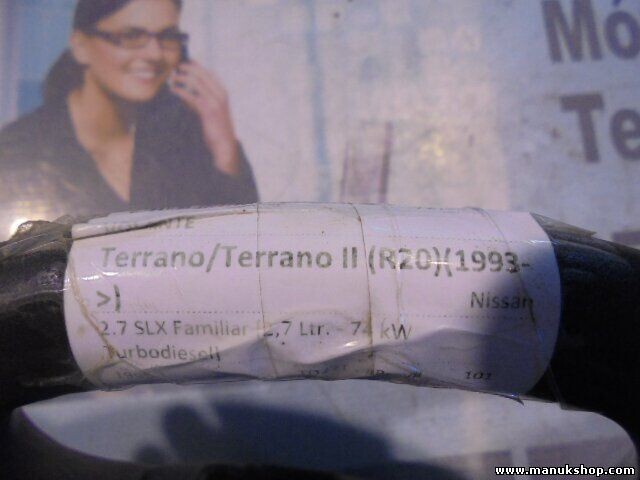 Mó
Te
Terrano/Terrano II (R20)(1993-
>)
Nissan
2.7 SLX Familiar (2,7 Ltr. - 74 kW
Turbodiesel)
101
www.manukshop.com